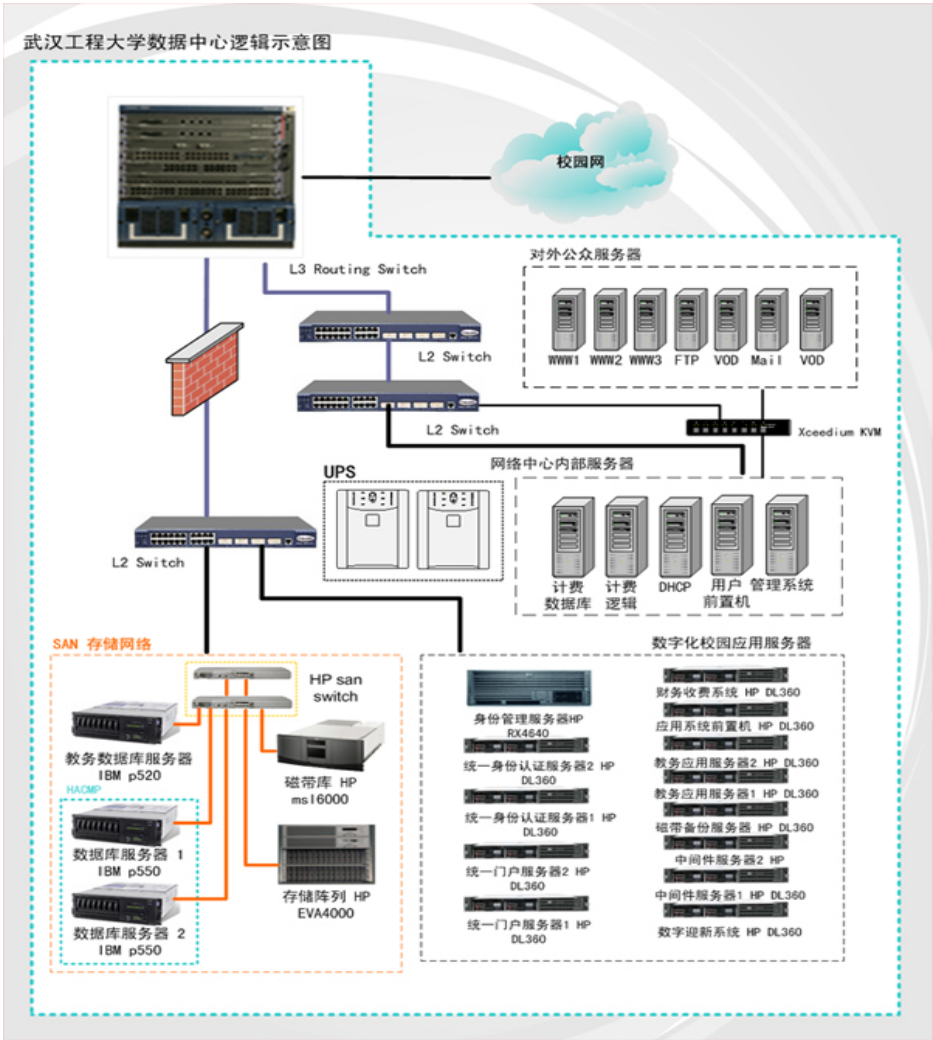 武汉工程大学数据中心逻辑示意图
校园网
L3 Routing Switch
对外公众服务器
WWW1 WWW2 WWW3 FTP VOD Mail VOD
L2 Switch
L2 Switch
Xceedium KVM
网络中心内部服务器
UPS
L2 Switch
计费
数据库
计费
逻辑
DHCP
用户
前置机
管理系统
SAN 存储网络
HP san
switch
教务数据库服务器
IBM p520
磁带库 HP
msl6000
HACMP
数据库服务器 1
IBM p550
存储阵列 HP
EVA4000
数据库服务器 2
IBM p550
数字化校园应用服务器
身份管理服务器HP
RX4640
统一身份认证服务器2 HP
DL360
统一身份认证服务器1 HP
DL360
统一门户服务器2 HP
DL360
统一门户服务器1 HP
DL360
财务收费系统 HP DL360
应用系统前置机 HP DL360
教务应用服务器2 HP DL360
教务应用服务器1 HP DL360
磁带备份服务器 HP DL360
中间件服务器2 HP
中间件服务器1 HP DL360
数字迎新系统 HP DL360